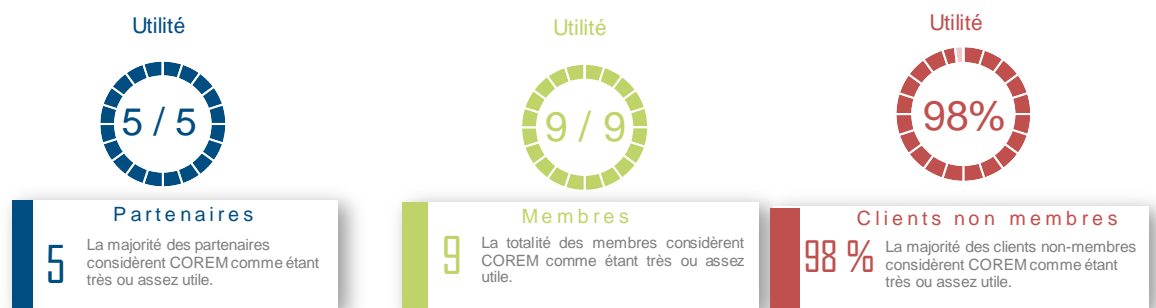 Utilité
5 / 5
Partenaires
5
La majorité des partenaires
considèrent COREM comme étant
très ou assez utile.
Utilité
9 / 9
Membres
9
La totalité des membres considèrent
COREM comme étant très ou assez
utile.
Utilité
98%
Clients non membres
98 %
La majorité des clients non-membres
considèrent COREM comme étant
très ou assez utile.